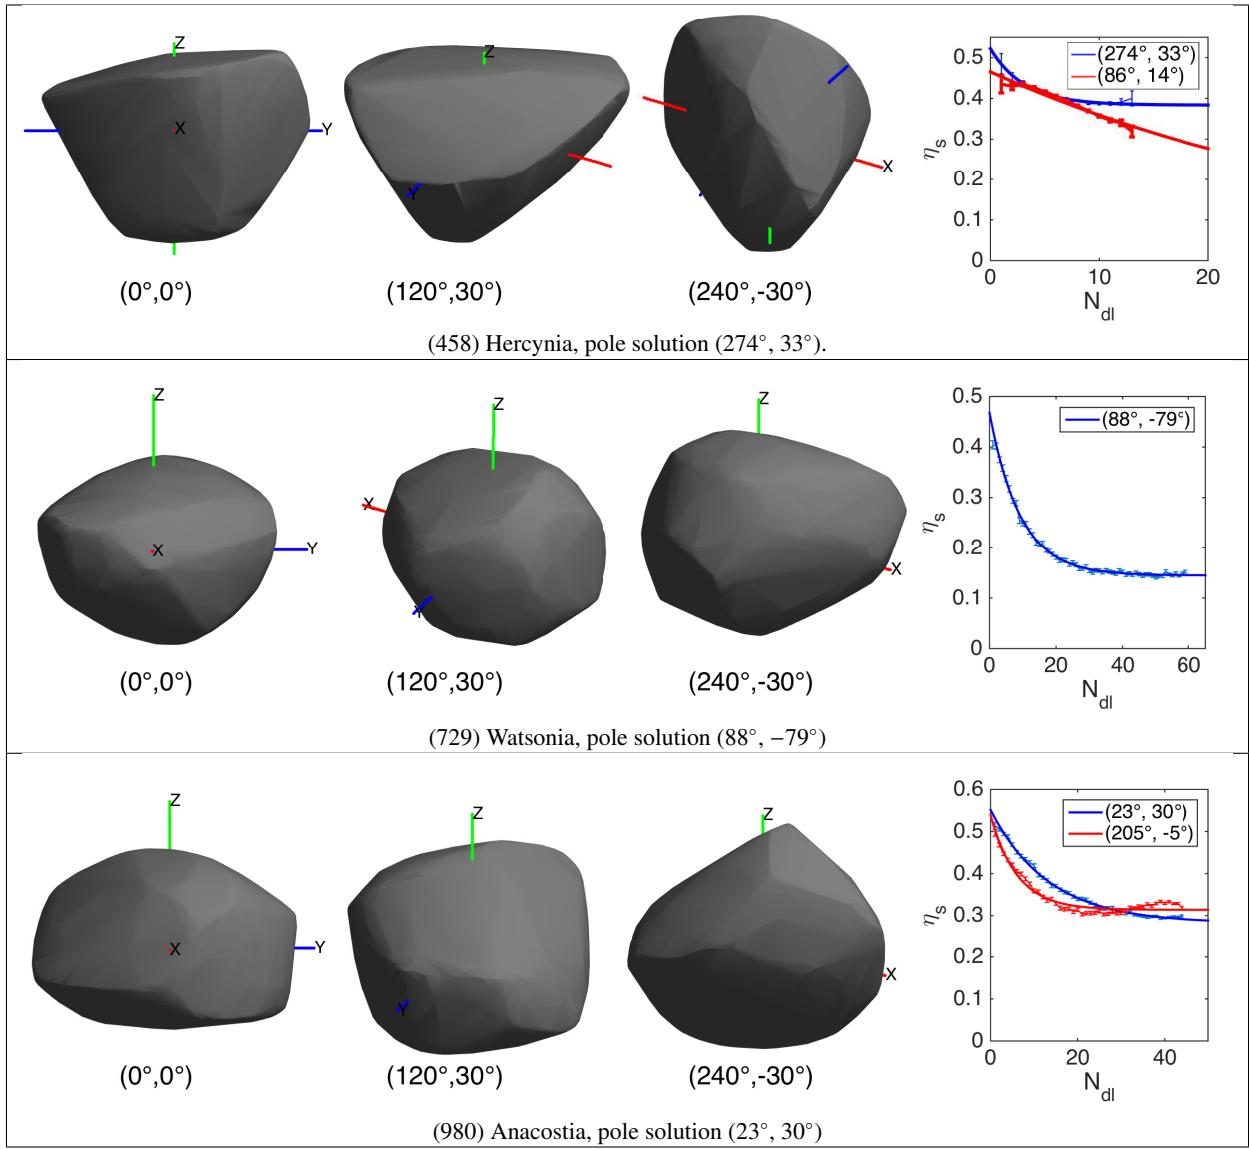 Z
X
Y
(0°,0°)
Z
Y
(120°,30°)
X
(240°,-30°)
0.5
0.4
0.3
0.2
0.1
0
η_s
(274°, 33°)
(86°, 14°)
0 10 20
N_dl
(458) Hercynia, pole solution (274°, 33°).
Z
X
Y
(0°,0°)
Z
X
Y
(120°,30°)
Z
X
(240°,-30°)
0.5
0.4
0.3
0.2
0.1
0
η_s
(88°, -79°)
0 20 40 60
N_dl
(729) Watsonia, pole solution (88°, −79°)
Z
X
Y
(0°,0°)
Z
Y
(120°,30°)
Z
X
(240°,-30°)
0.6
0.5
0.4
0.3
0.2
0.1
0
η_s
(23°, 30°)
(205°, -5°)
0 20 40
N_dl
(980) Anacostia, pole solution (23°, 30°)